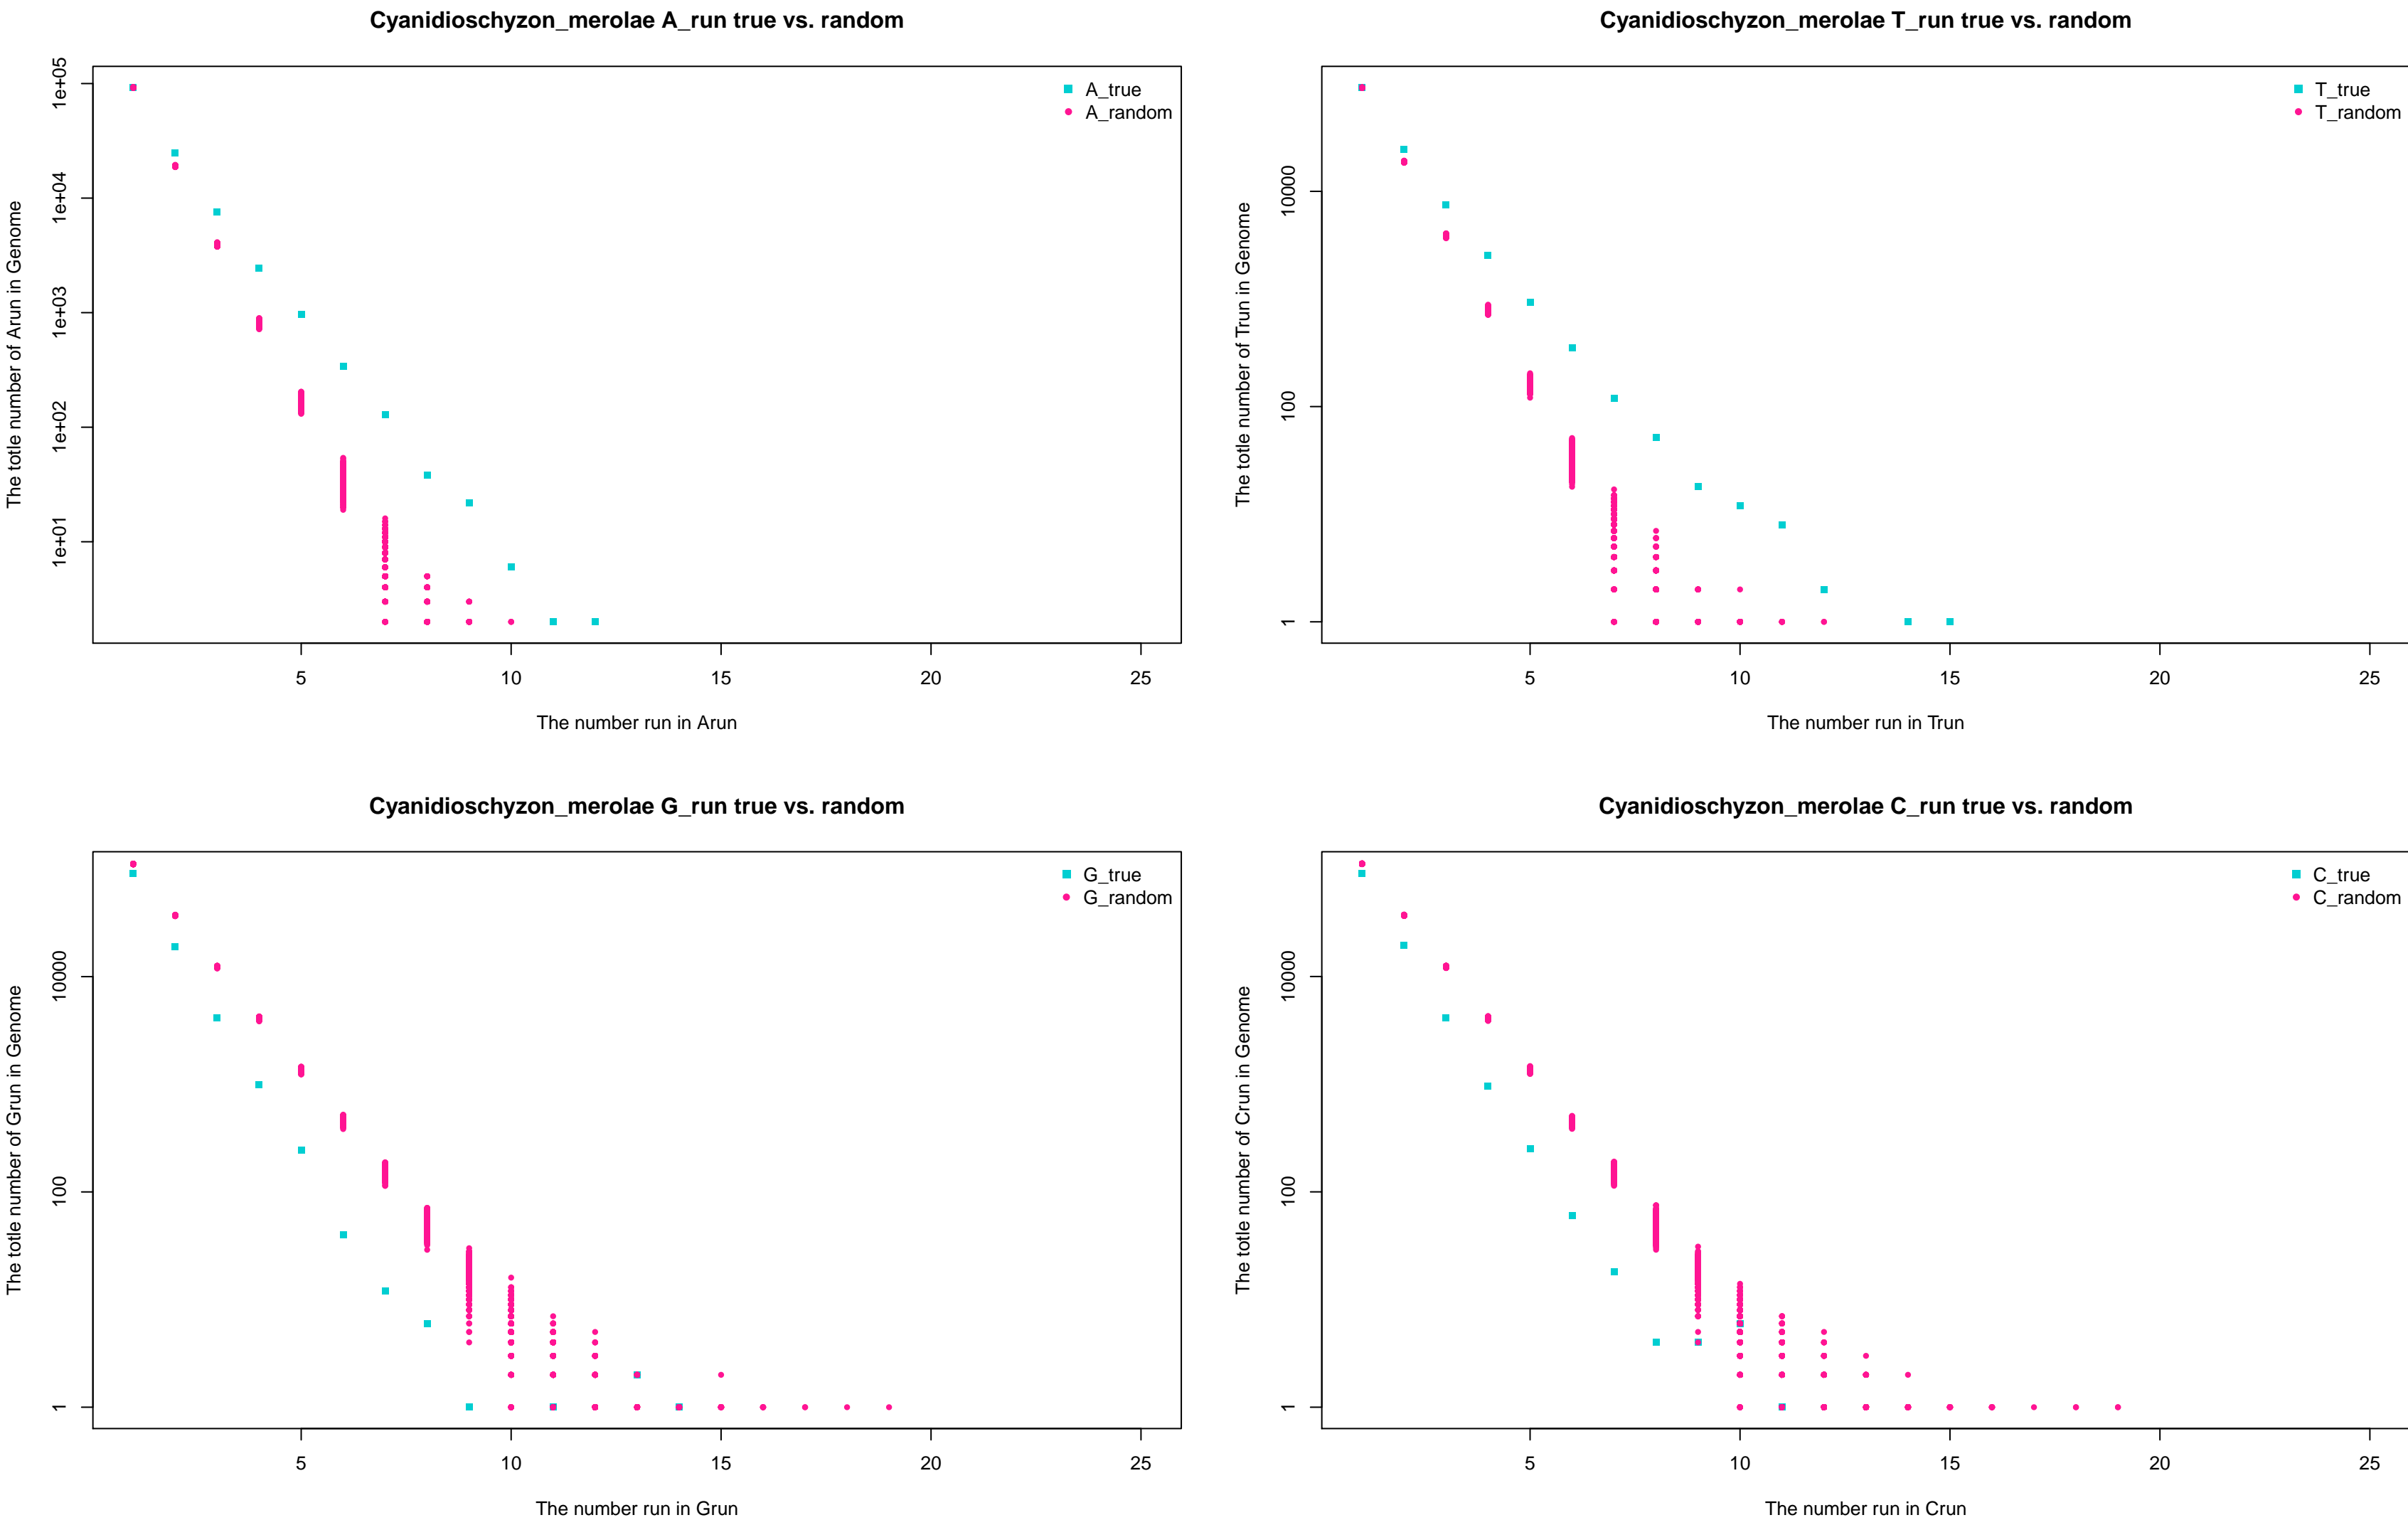 Cyanidioschyzon_merolae A_run true vs. random
A_true
A_random
The totle number of Arun in Genome
1e+05
1e+04
1e+03
1e+02
1e+01
5 10 15 20 25
The number run in Arun
Cyanidioschyzon_merolae T_run true vs. random
T_true
T_random
The totle number of Trun in Genome
10000
100
1
5 10 15 20 25
The number run in Trun
Cyanidioschyzon_merolae G_run true vs. random
G_true
G_random
The totle number of Grun in Genome
10000
100
1
5 10 15 20 25
The number run in Grun
Cyanidioschyzon_merolae C_run true vs. random
C_true
C_random
The totle number of Crun in Genome
10000
100
1
5 10 15 20 25
The number run in Crun